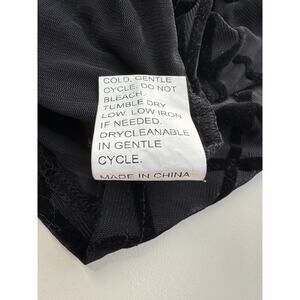 COLD. GENTLE
CYCLE. DO NOT
BLEACH.
TUMBLE DRY
LOW. LOW IRON
IF NEEDED.
DRYCLEANABLE
IN GENTLE
CYCLE.
MADE IN CHINA